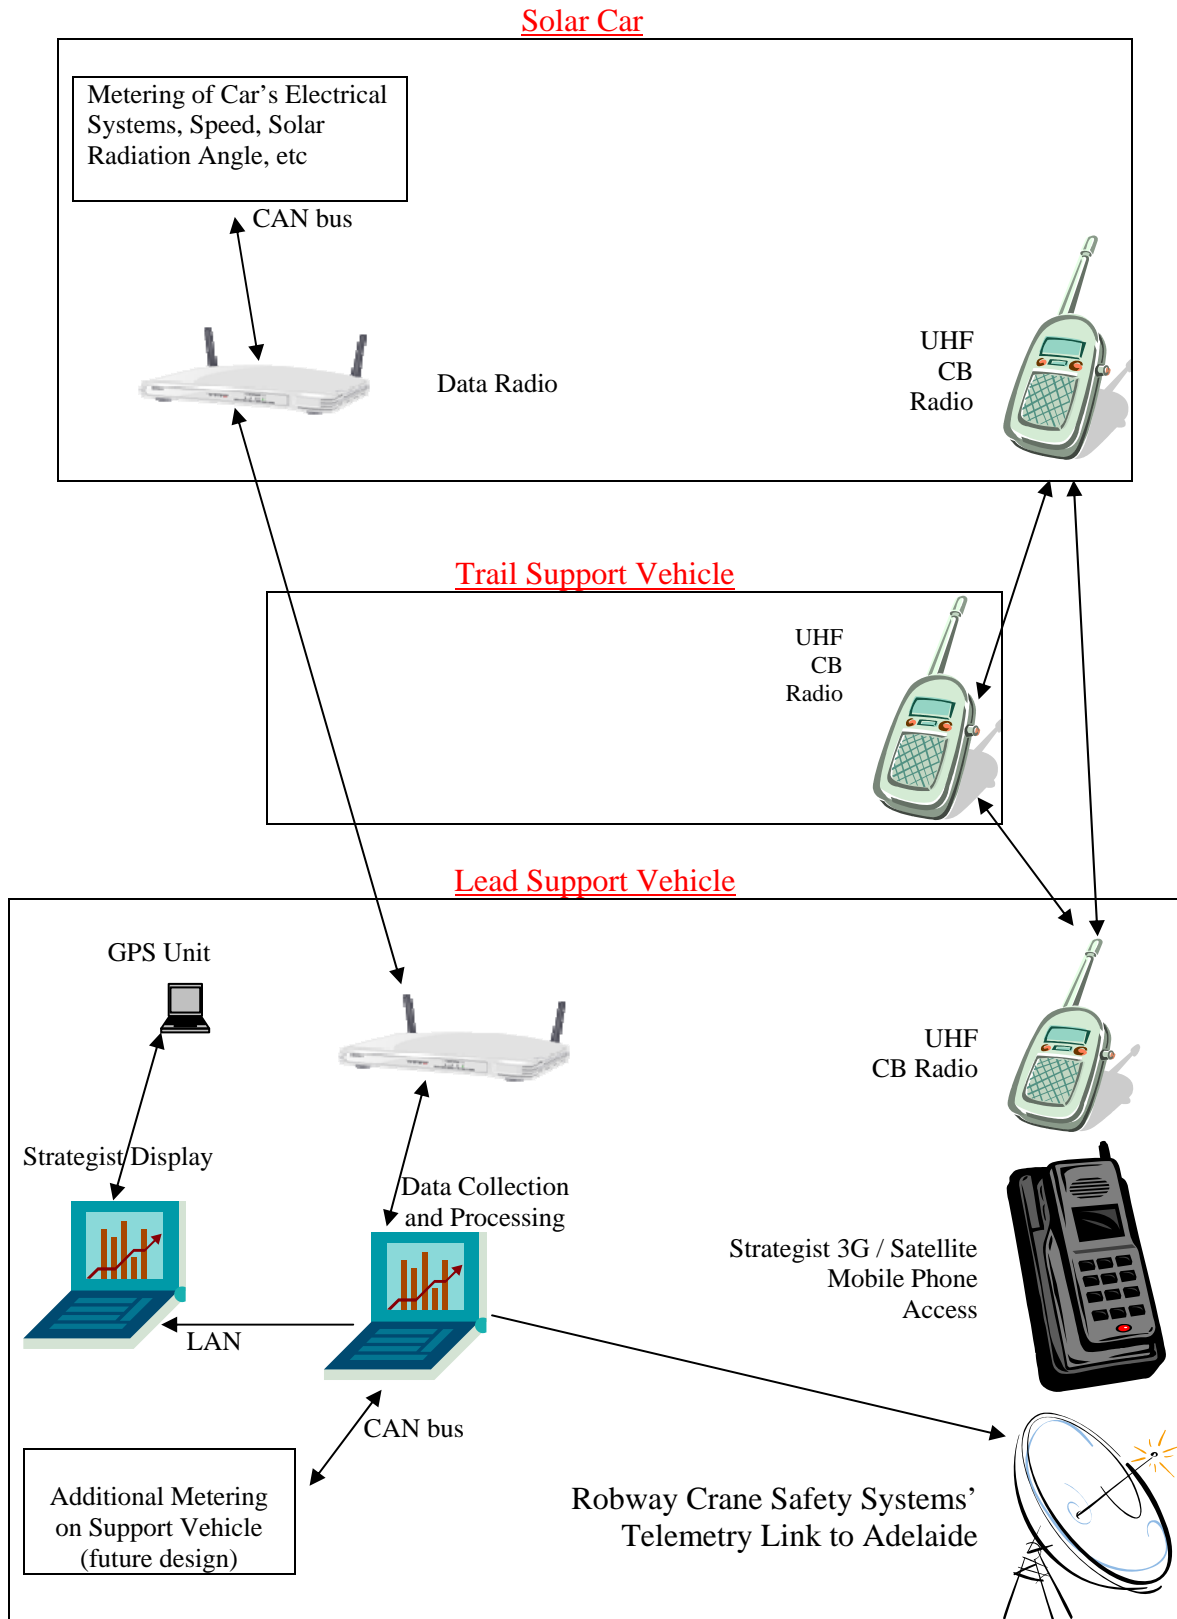 Solar Car
Metering of Car’s Electrical
Systems, Speed, Solar
Radiation Angle, etc
CAN bus
Data Radio
UHF
CB
Radio
Trail Support Vehicle
UHF
CB
Radio
Lead Support Vehicle
GPS Unit
UHF
CB Radio
Strategist Display
Data Collection
and Processing
Strategist 3G / Satellite
Mobile Phone
Access
LAN
CAN bus
Additional Metering
on Support Vehicle
(future design)
Robway Crane Safety Systems’
Telemetry Link to Adelaide